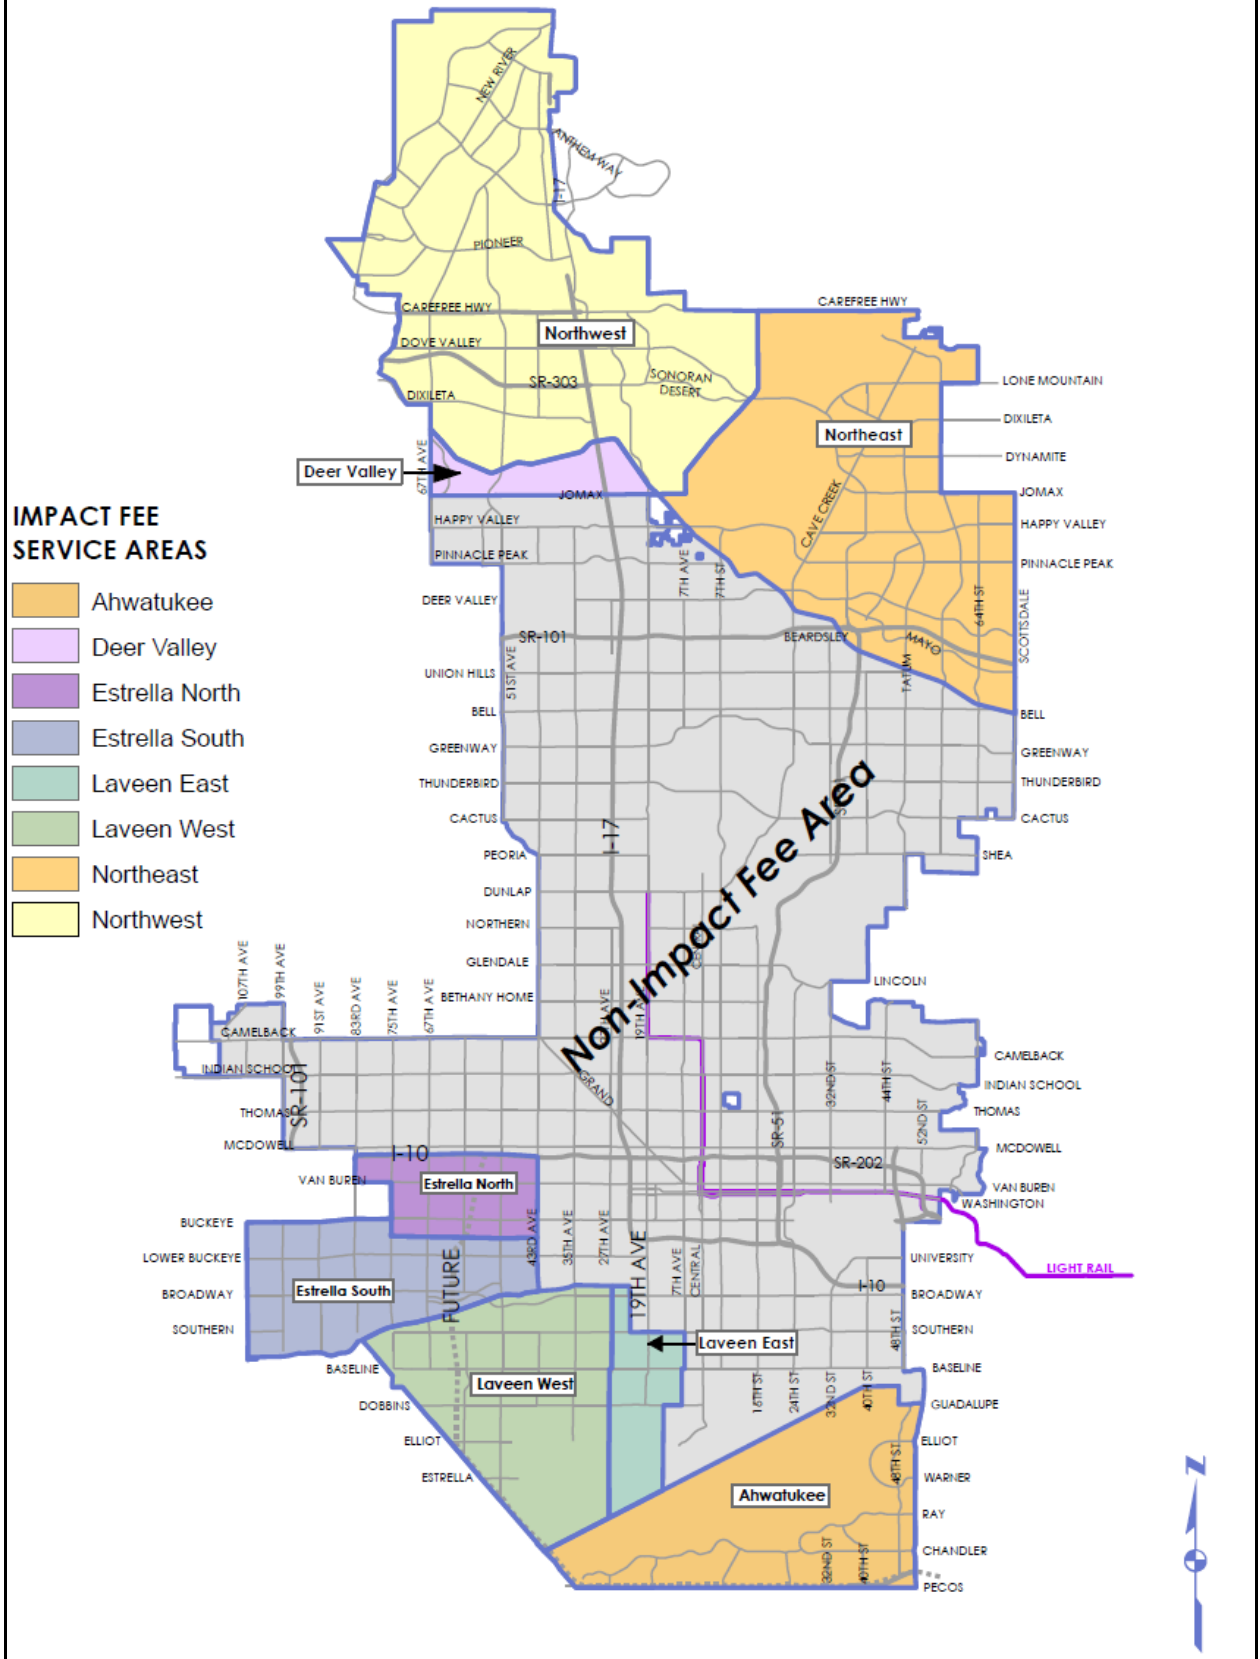 NEW RIVER
ANTHEM WAY
I-17
PIONEER
CAREFREE HWY
CAREFREE HWY
Northwest
DOVE VALLEY
SR-303
SONORAN
DESERT
LONE MOUNTAIN
DIXILETA
DIXILETA
Northeast
67TH AVE
DYNAMITE
Deer Valley
JOMAX
JOMAX
CAVE CREEK
IMPACT FEE
SERVICE AREAS
HAPPY VALLEY
HAPPY VALLEY
PINNACLE PEAK
7TH AVE
7TH ST
PINNACLE PEAK
Ahwatukee
DEER VALLEY
64TH ST
SCOTTSDALE
SR-101
BEARDSLEY
MAYO
Deer Valley
UNION HILLS
51ST AVE
TATUM
Estrella North
BELL
BELL
Estrella South
GREENWAY
GREENWAY
Laveen East
THUNDERBIRD
THUNDERBIRD
Laveen West
CACTUS
I-17
Non-Impact Fee Area
CACTUS
PEORIA
SHEA
Northeast
DUNLAP
Northwest
NORTHERN
107TH AVE
99TH AVE
GLENDALE
91ST AVE
83RD AVE
75TH AVE
67TH AVE
BETHANY HOME
19TH AVE
LINCOLN
CAMELBACK
CAMELBACK
INDIAN SCHOOL
SR-101
GRAND
32ND ST
44TH ST
INDIAN SCHOOL
THOMAS
SR-51
52ND ST
THOMAS
MCDOWELL
I-10
SR-202
MCDOWELL
VAN BUREN
Estrella North
VAN BUREN
WASHINGTON
BUCKEYE
43RD AVE
35TH AVE
27TH AVE
19TH AVE
7TH AVE
CENTRAL
LOWER BUCKEYE
FUTURE
UNIVERSITY
LIGHT RAIL
BROADWAY
Estrella South
I-10
BROADWAY
SOUTHERN
48TH ST
SOUTHERN
Laveen East
BASELINE
BASELINE
Laveen West
16TH ST
24TH ST
32ND ST
40TH ST
DOBBINS
GUADALUPE
ELLIOT
ELLIOT
ESTRELLA
48TH ST
WARNER
Ahwatukee
RAY
32ND ST
40TH ST
CHANDLER
PECOS
N